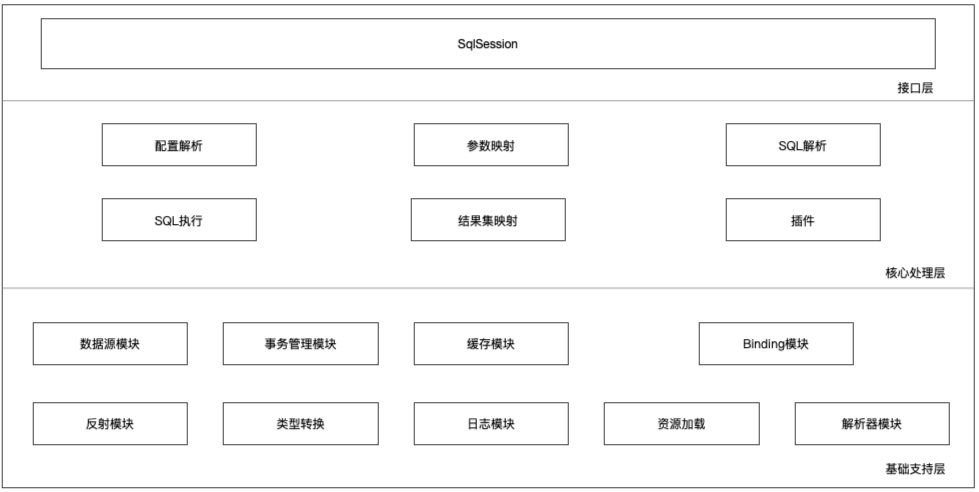 SqlSession
接口层
配置解析
参数映射
SQL解析
SQL执行
结果集映射
插件
核心处理层
数据源模块
事务管理模块
缓存模块
Binding模块
反射模块
类型转换
日志模块
资源加载
解析器模块
基础支持层